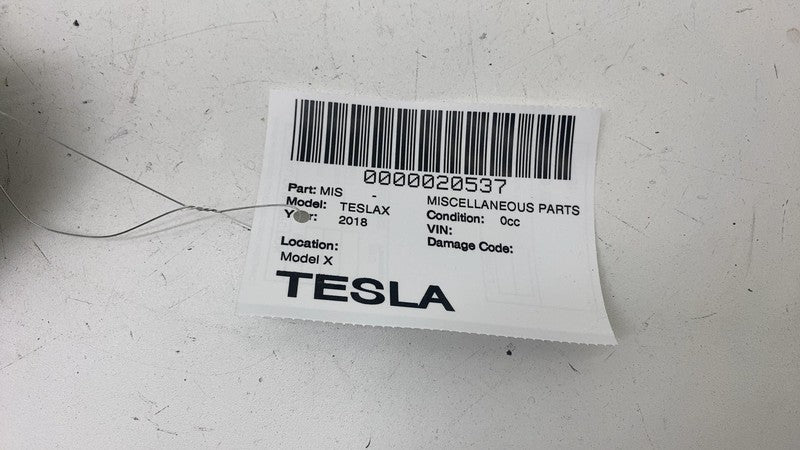 0000020537
Part: MIS - MISCELLANEOUS PARTS
Model: TESLAX Condition: 0cc
Year: 2018 VIN:
Location: Damage Code:
Model X
TESLA